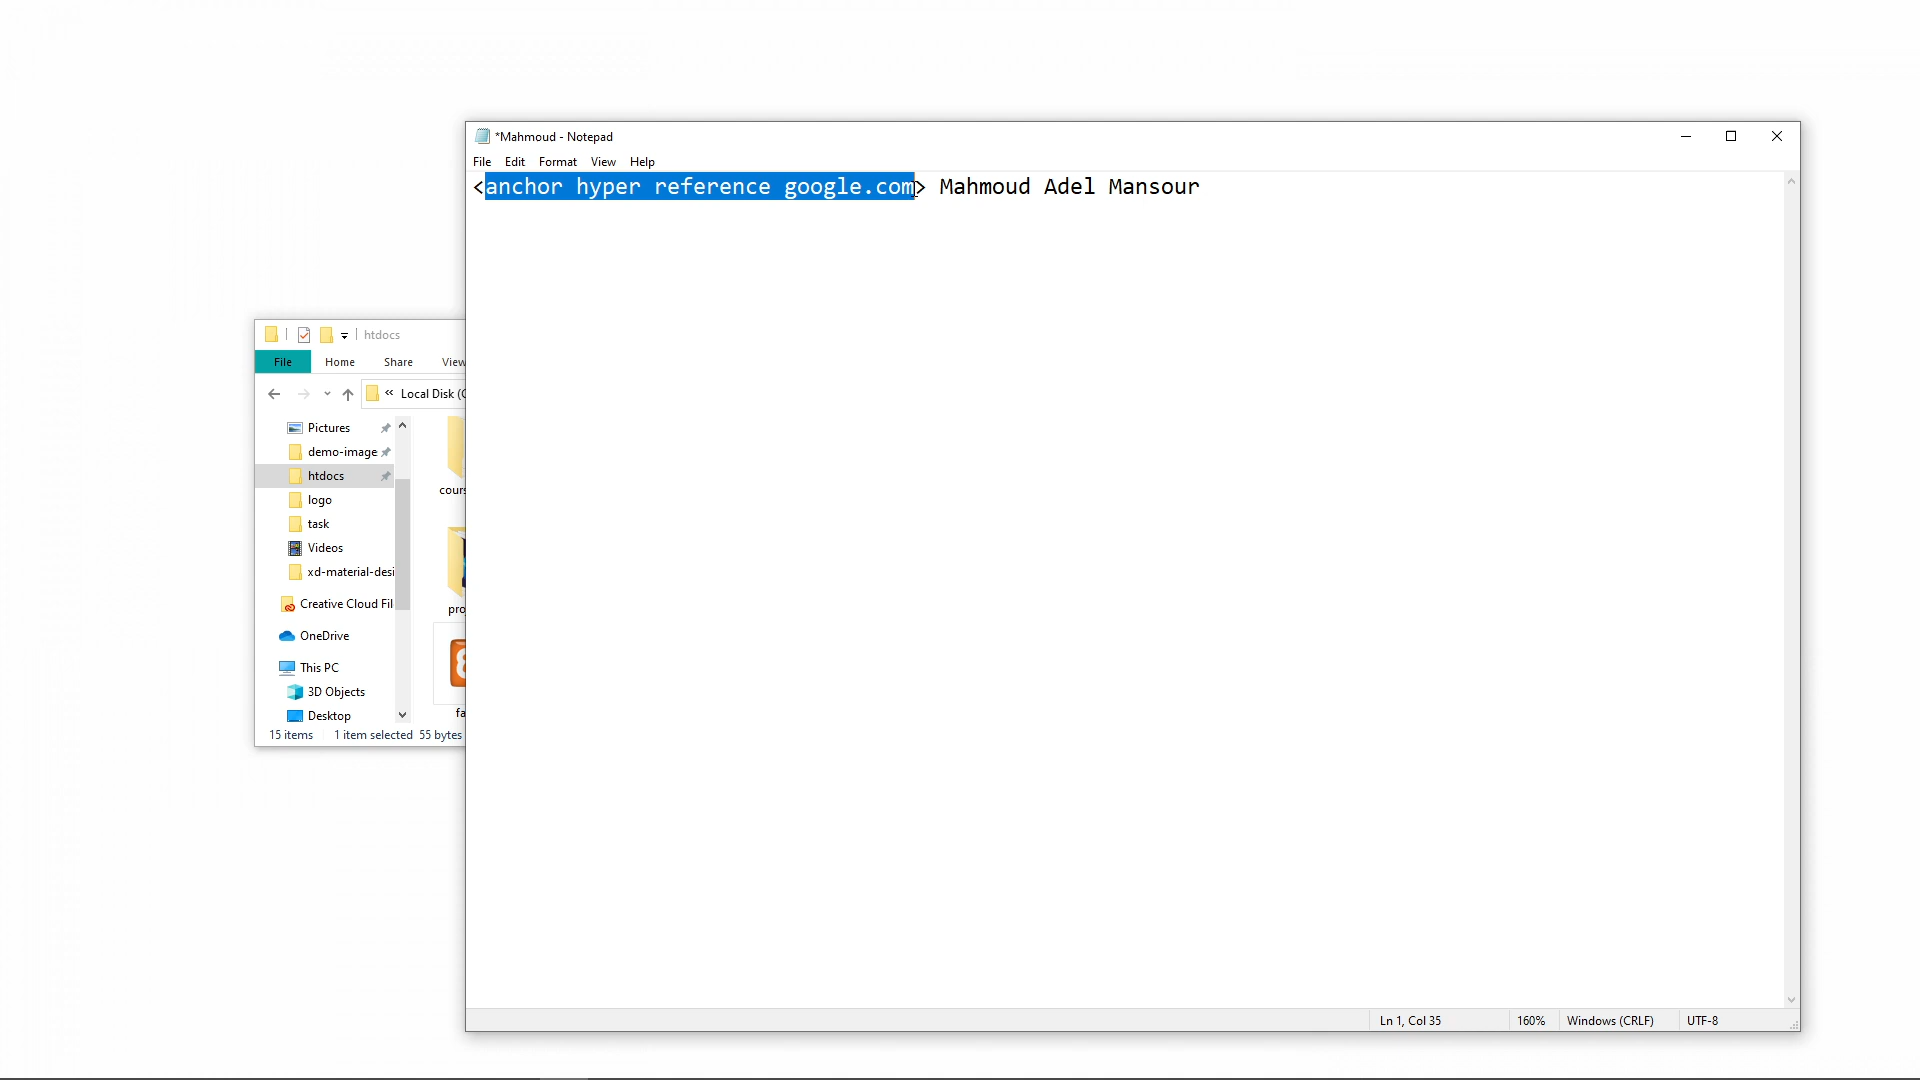 *Mahmoud - Notepad
File Edit Format View Help
<anchor hyper reference google.com> Mahmoud Adel Mansour
htdocs
File Home Share View
« Local Disk (C
Pictures
demo-image
htdocs
logo
task
Videos
xd-material-desi
Creative Cloud Fil
OneDrive
This PC
3D Objects
Desktop
cours
pro
fa
15 items 1 item selected 55 bytes
Ln 1, Col 35 160% Windows (CRLF) UTF-8